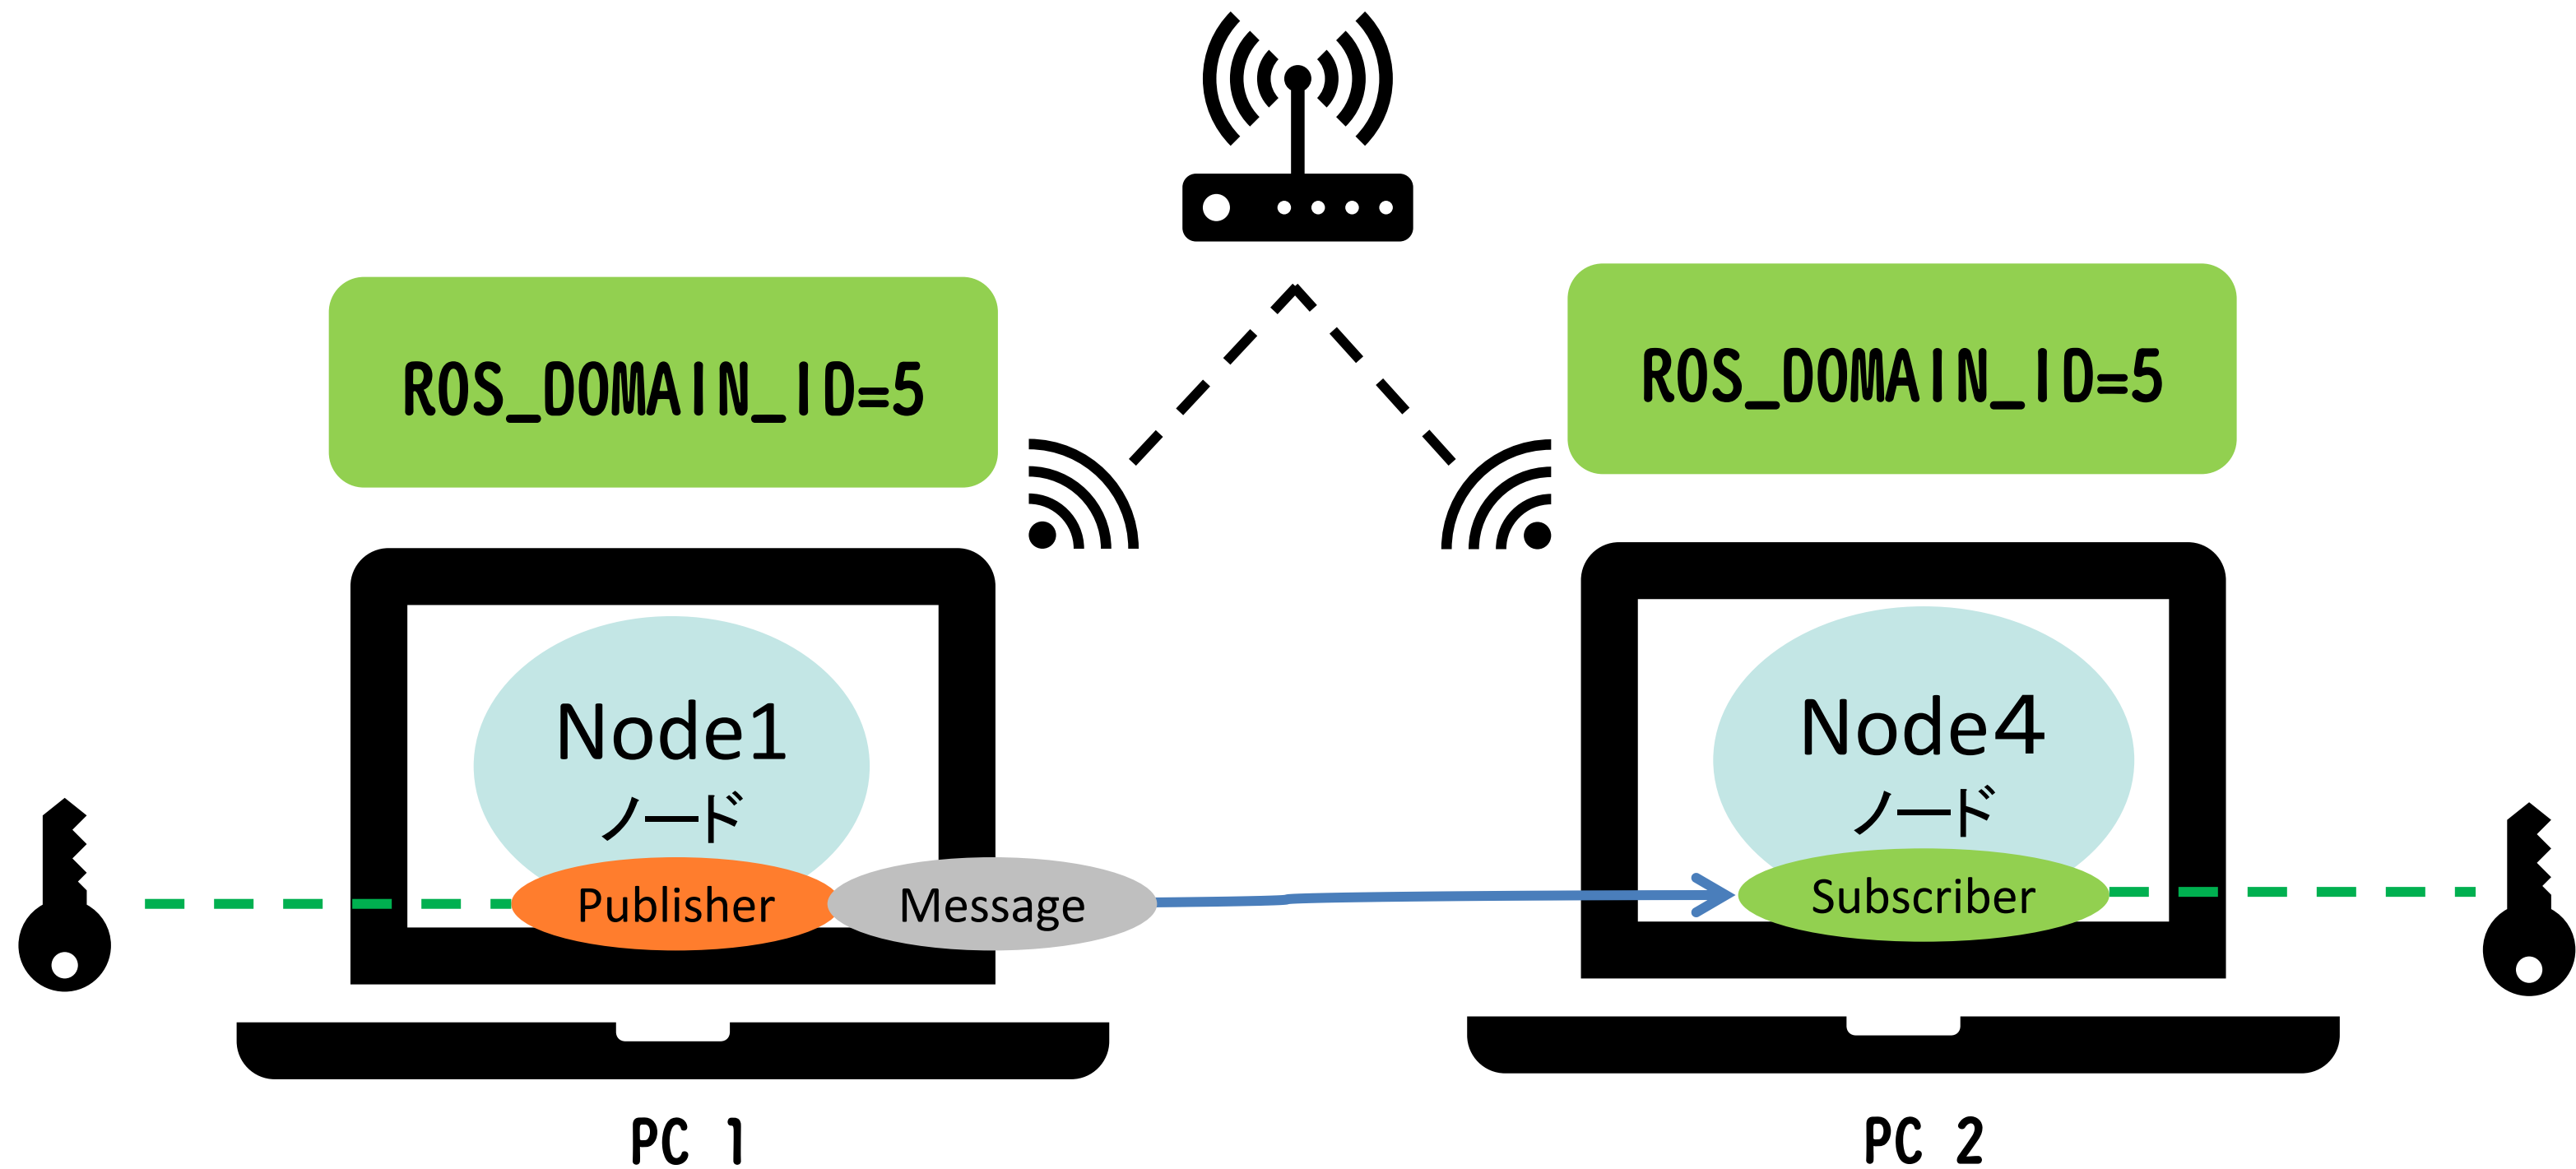 ROS_DOMAIN_ID=5
ROS_DOMAIN_ID=5
Node1
ノード
Publisher
Message
Node4
ノード
Subscriber
PC 1
PC 2